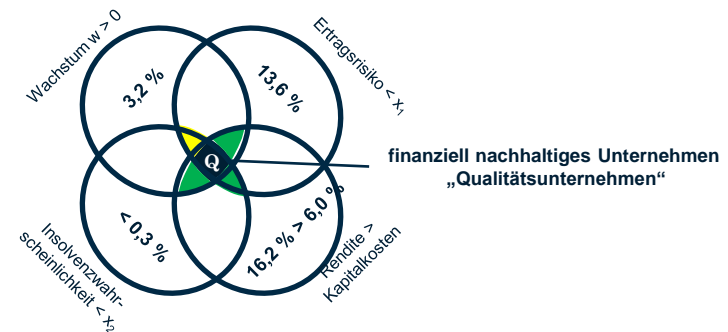 Wachstum w > 0
Ertragsrisiko < x₁
3,2 %
13,6 %
Q
finanziell nachhaltiges Unternehmen
„Qualitätsunternehmen“
< 0,3 %
16,2 % > 6,0 %
Insolvenzwahr-
scheinlichkeit < x₂
Rendite >
Kapitalkosten